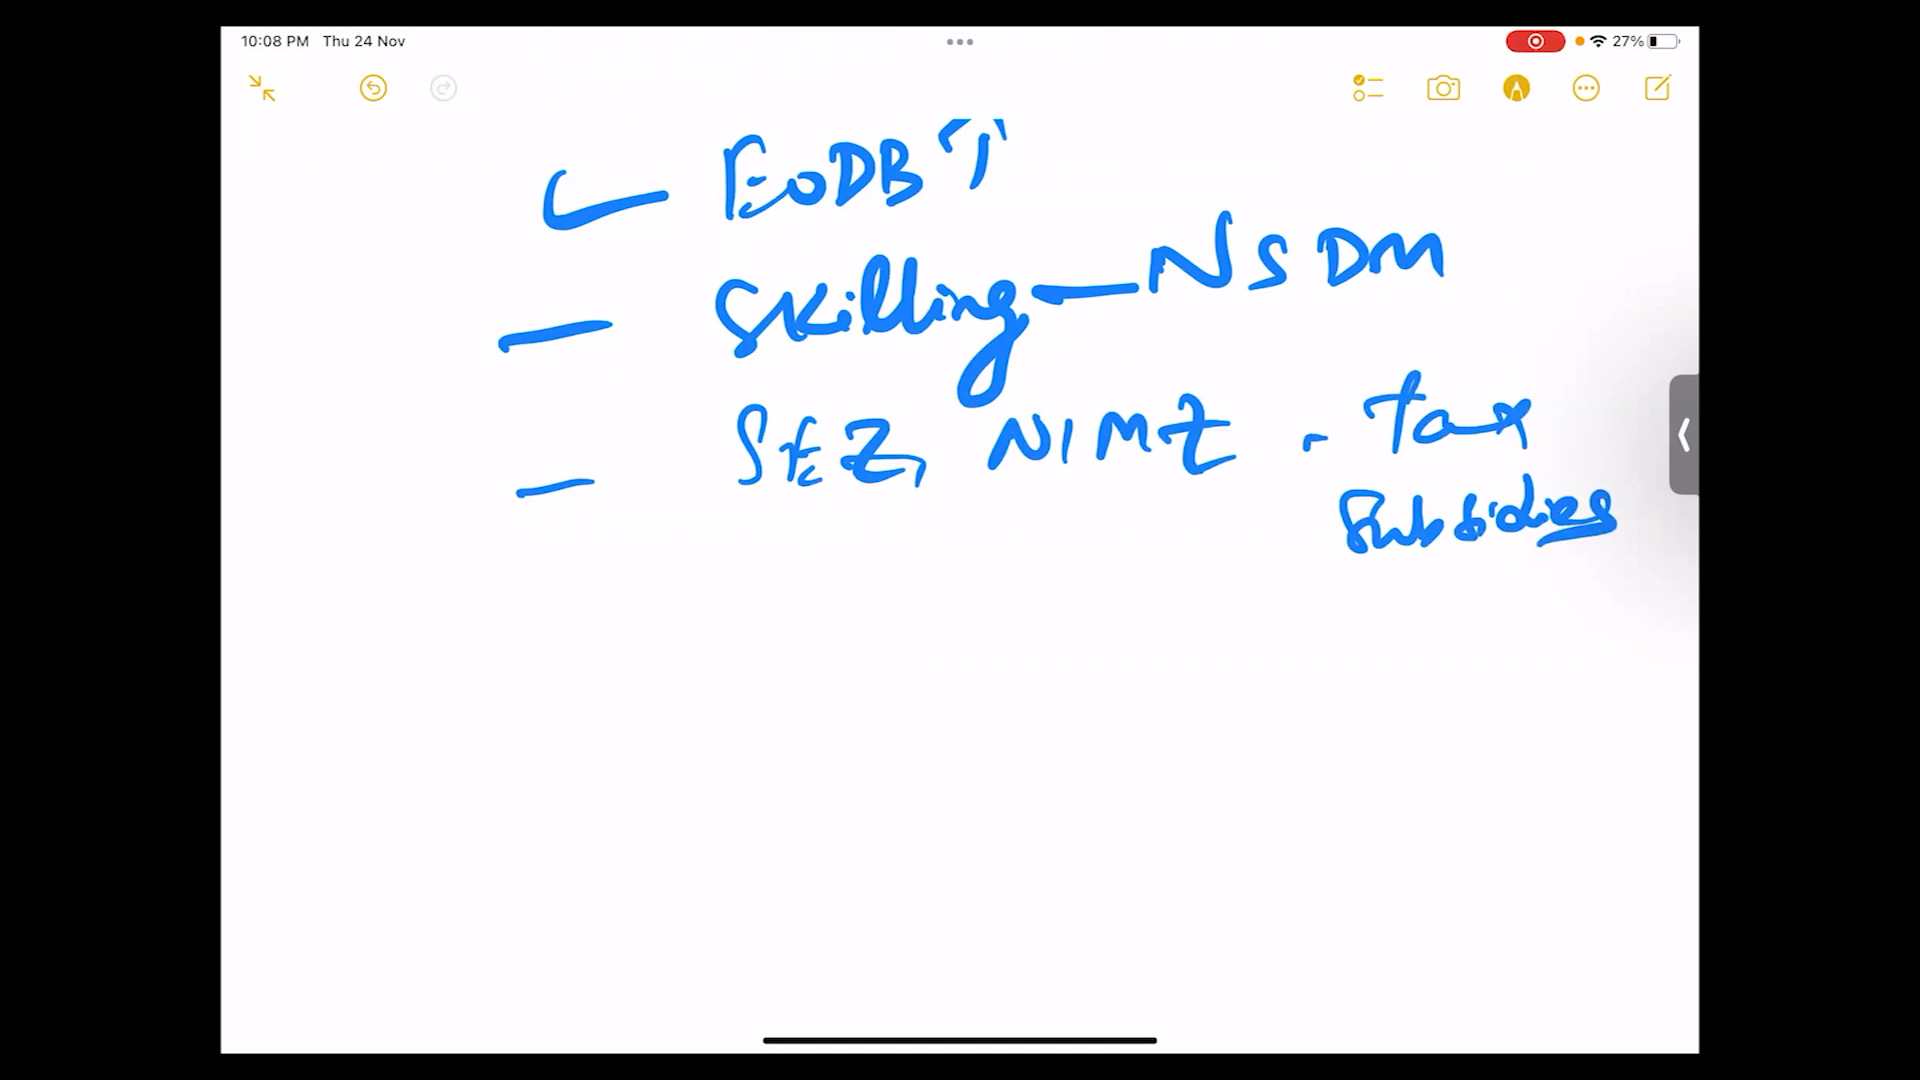 10:08 PM Thu 24 Nov
27%
EoDB ↑
Skilling — NSDM
SEZ, NIMZ - Tax
Subsidies